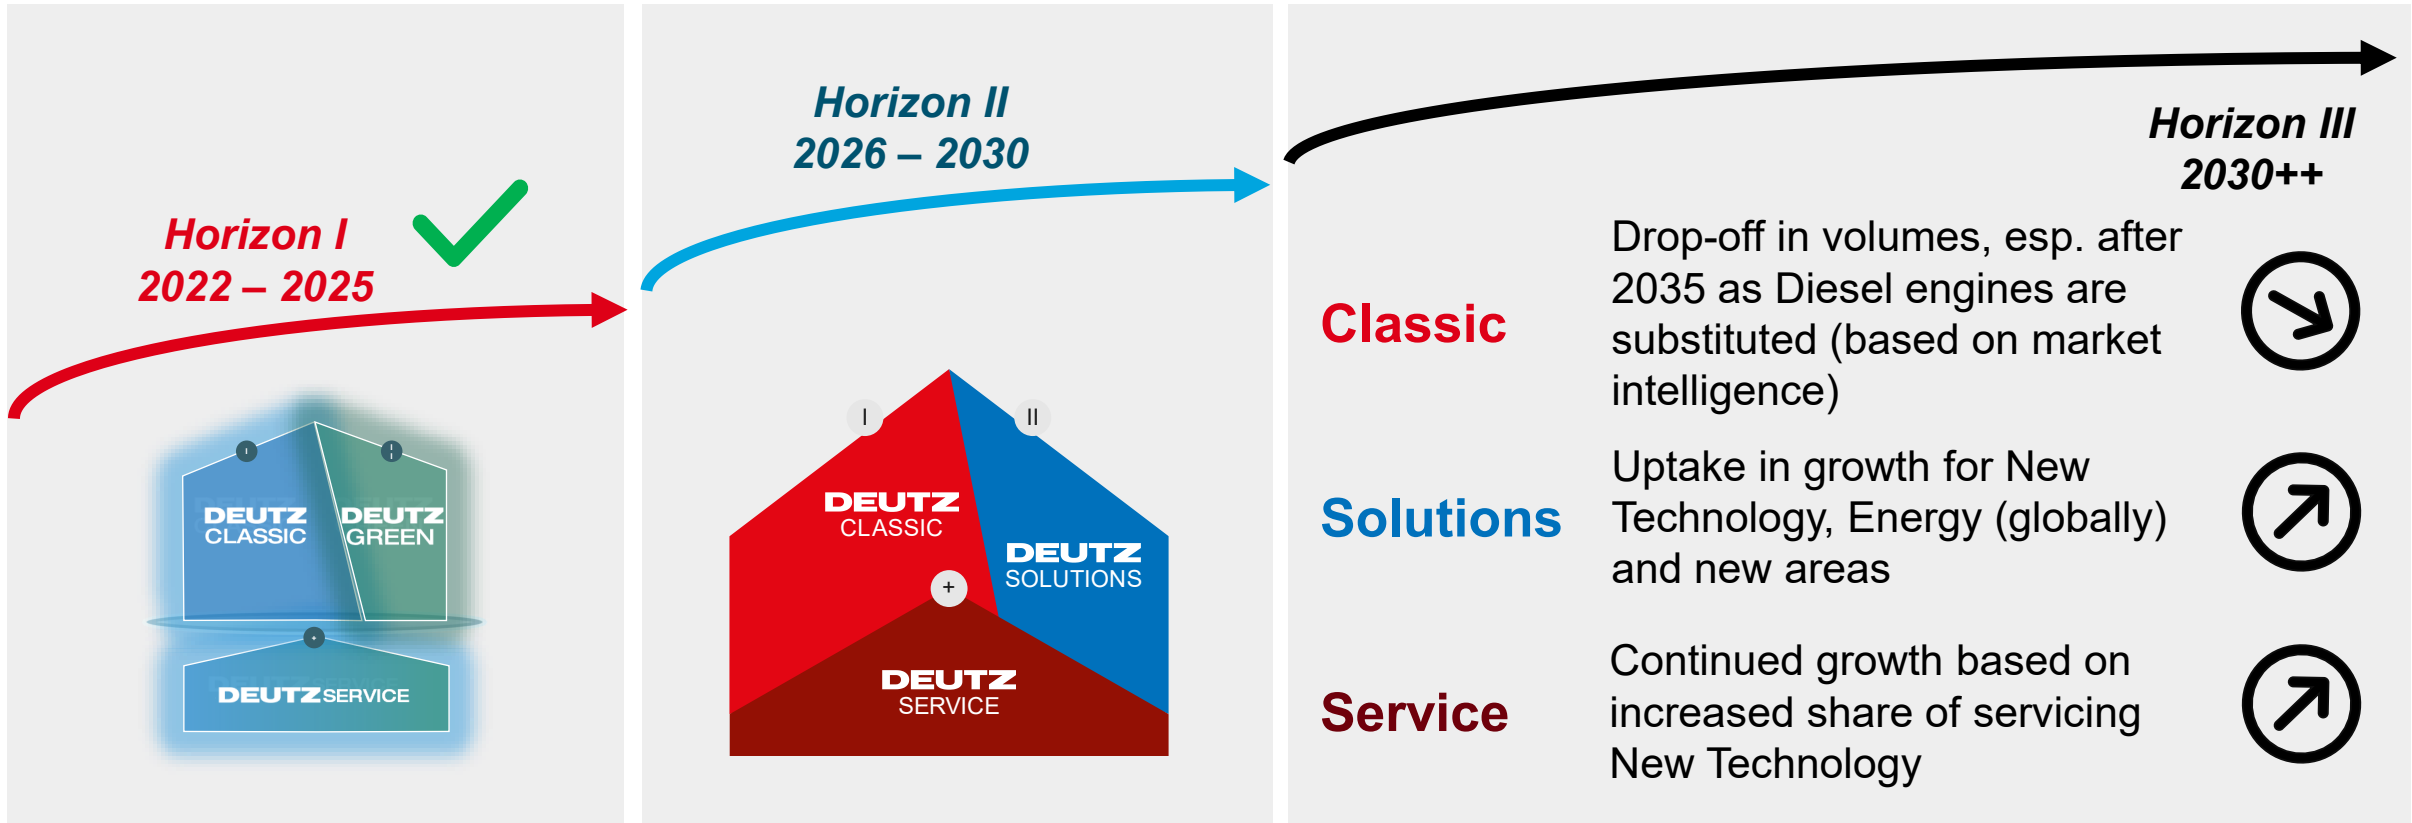 Horizon I
2022 – 2025
I
II
DEUTZ
CLASSIC
DEUTZ
GREEN
+
DEUTZ SERVICE
Horizon II
2026 – 2030
I
II
DEUTZ
CLASSIC
DEUTZ
SOLUTIONS
+
DEUTZ
SERVICE
Horizon III
2030++
Classic
Drop-off in volumes, esp. after
2035 as Diesel engines are
substituted (based on market
intelligence)
Solutions
Uptake in growth for New
Technology, Energy (globally)
and new areas
Service
Continued growth based on
increased share of servicing
New Technology